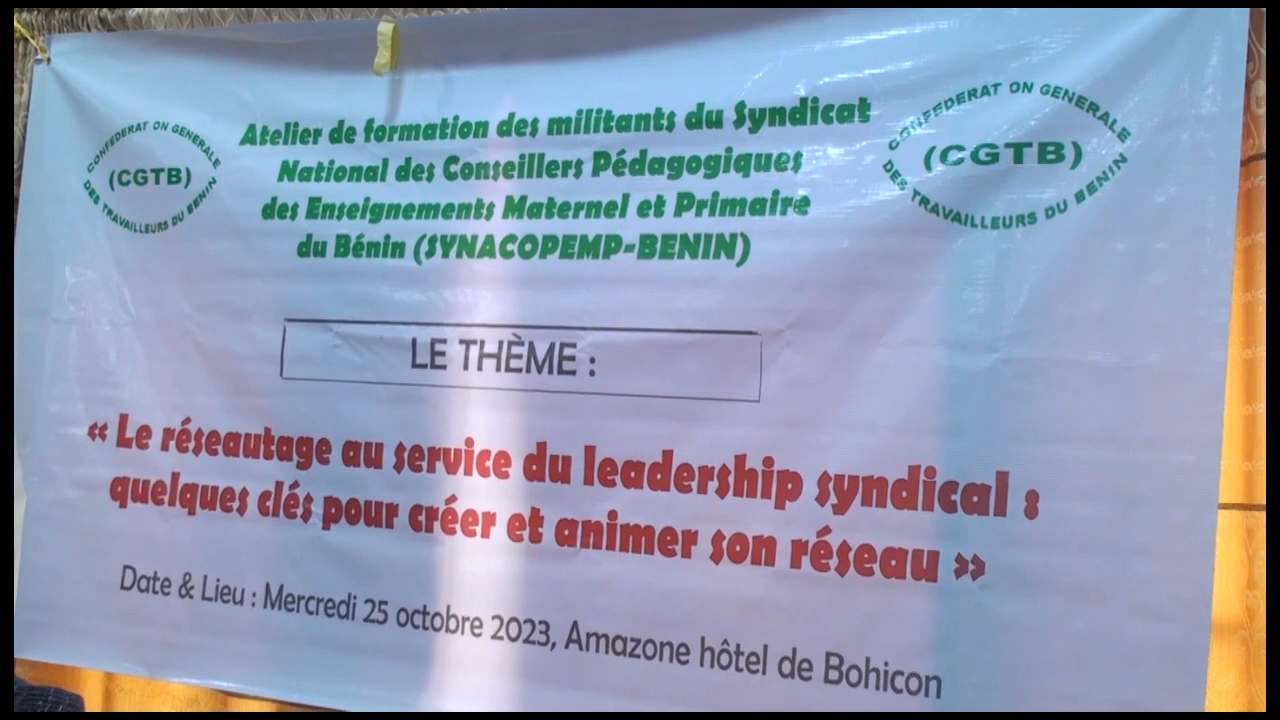 CONFEDERAT ON GENERALE
(CGTB)
DES TRAVAILLEURS DU BENIN
Atelier de formation des militants du Syndicat
National des Conseillers Pédagogiques
des Enseignements Maternel et Primaire
du Bénin (SYNACOPEMP-BENIN)
CONFEDERAT ON GENERALE
(CGTB)
DES TRAVAILLEURS DU BENIN
LE THÈME :
« Le réseautage au service du leadership syndical :
quelques clés pour créer et animer son réseau »
Date & Lieu : Mercredi 25 octobre 2023, Amazone hôtel de Bohicon